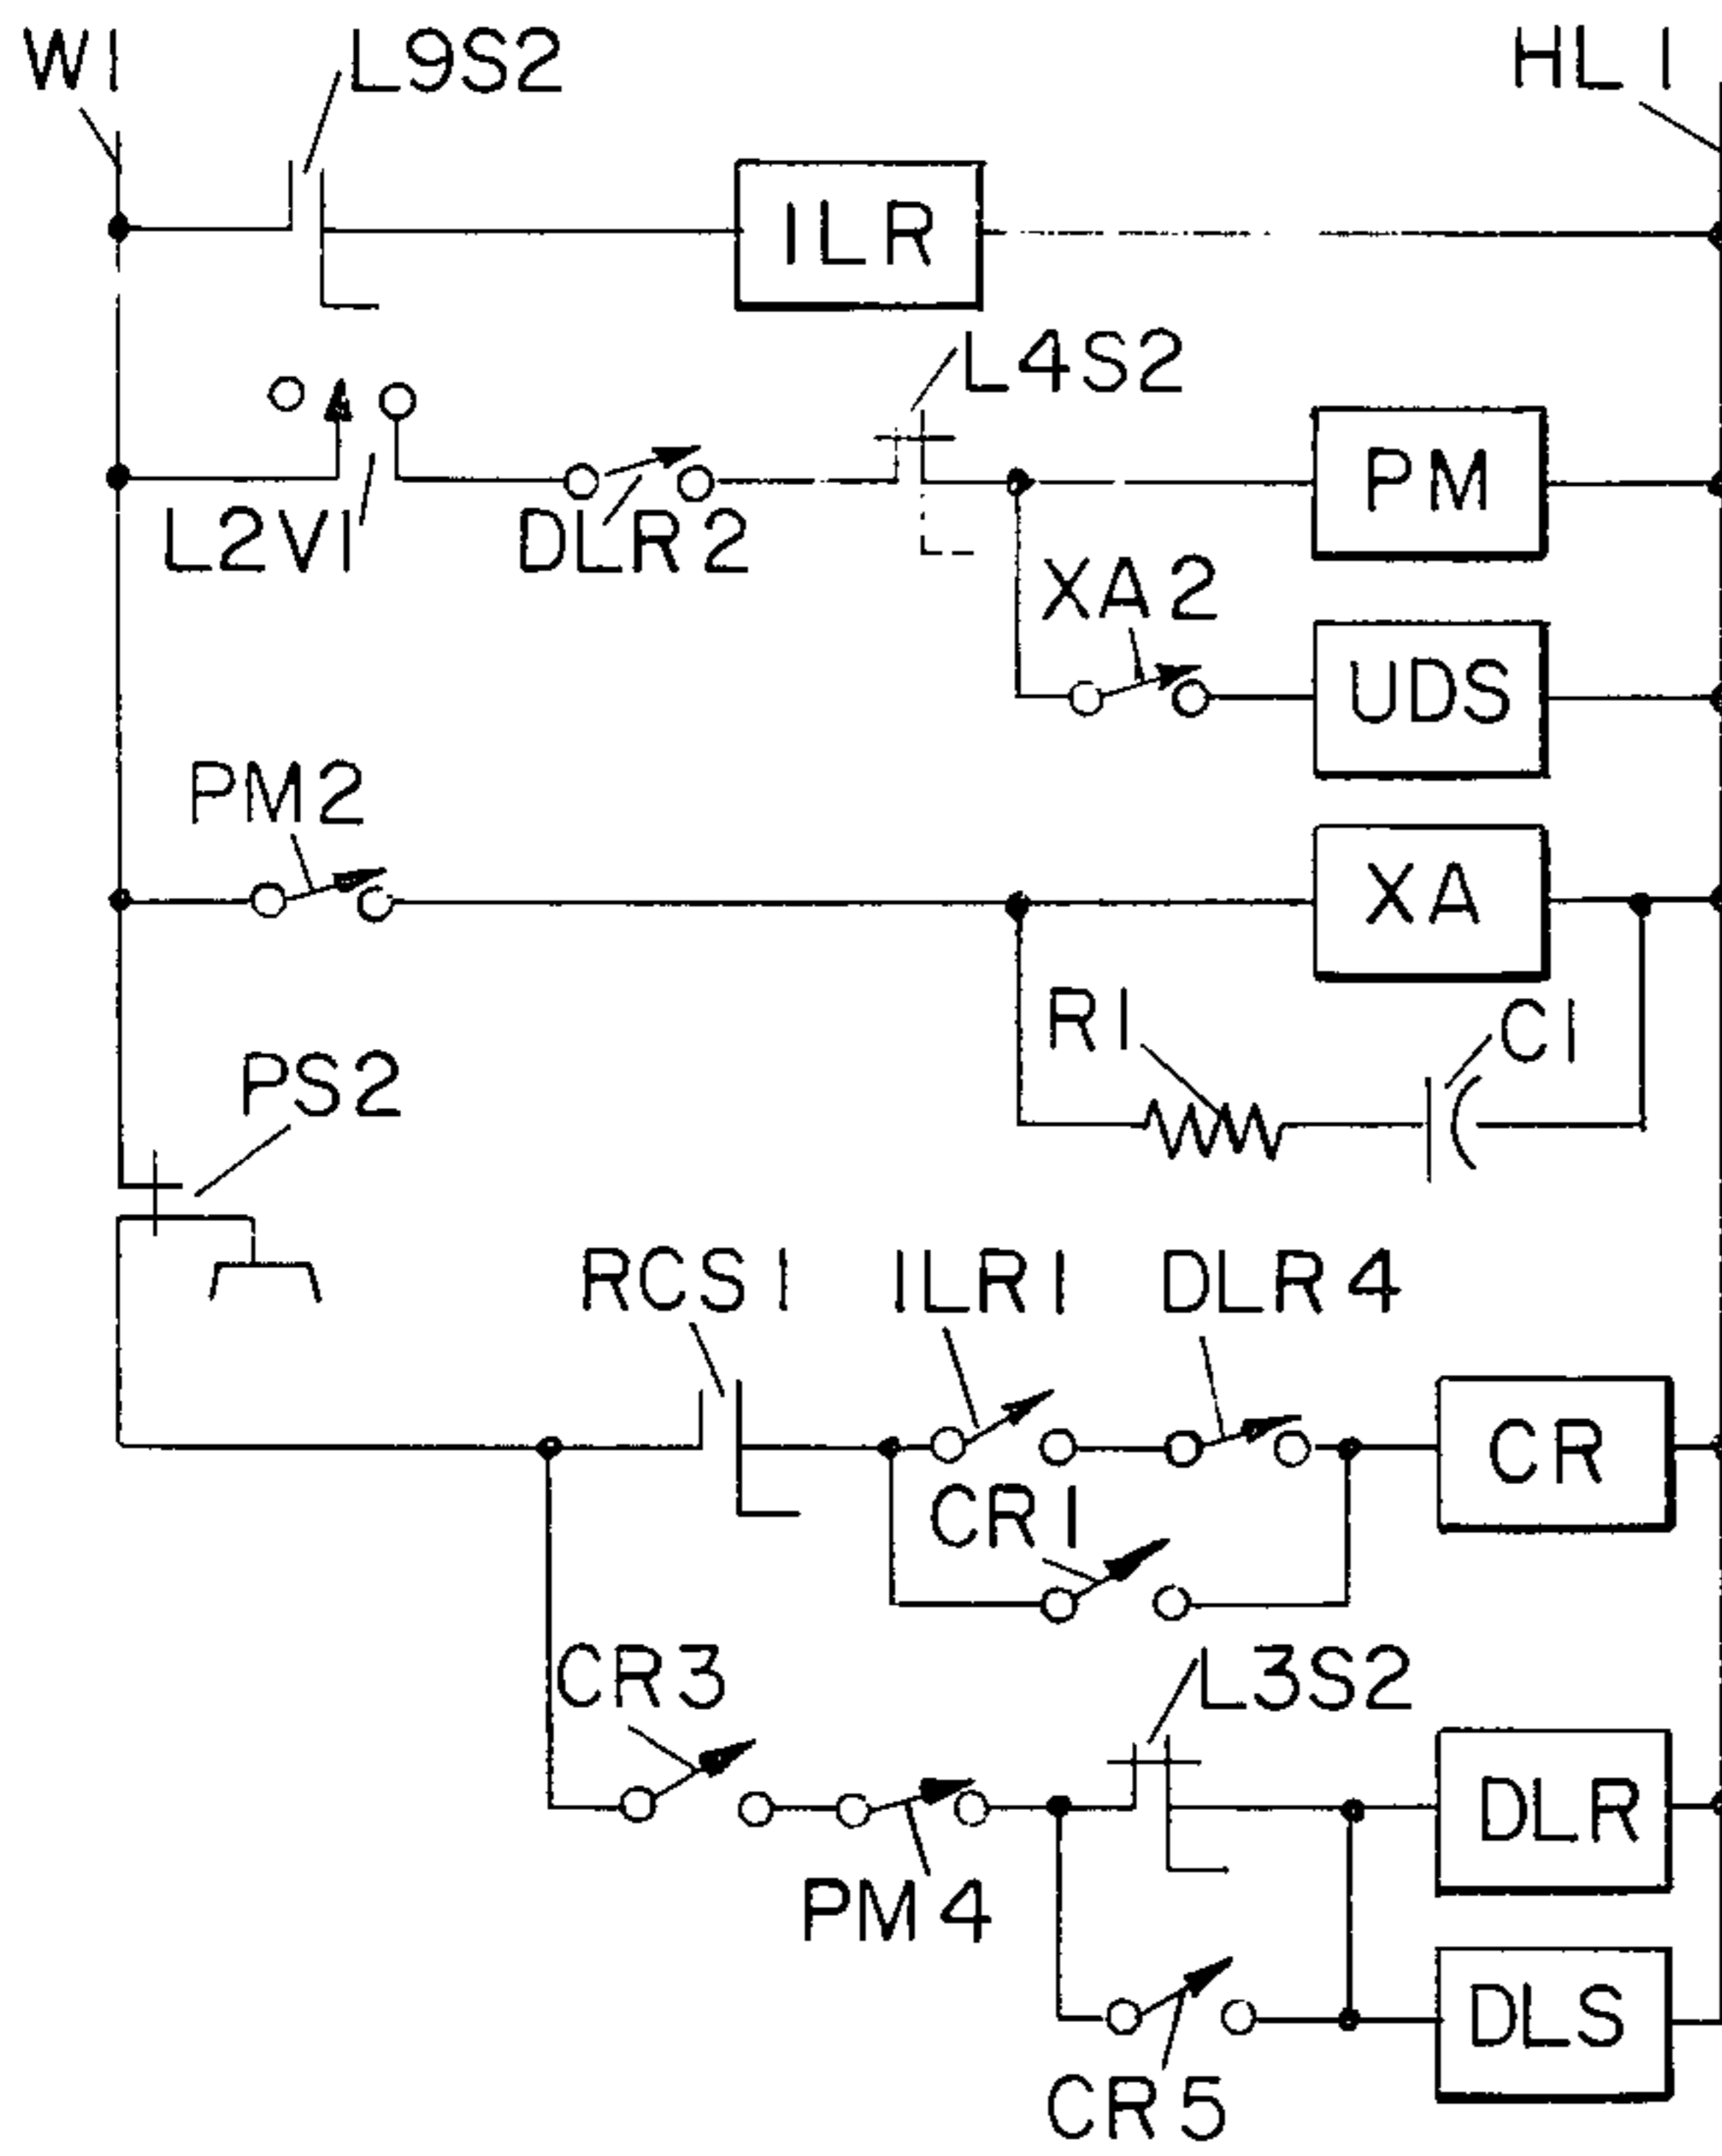 W1 L9S2 HL1
ILR
L4S2
PM
L2V1 DLR2
XA2
UDS
PM2
XA
R1 C1
PS2
RCS1 ILR1 DLR4
CR
CR1
CR3 L3S2
DLR
PM4
DLS
CR5